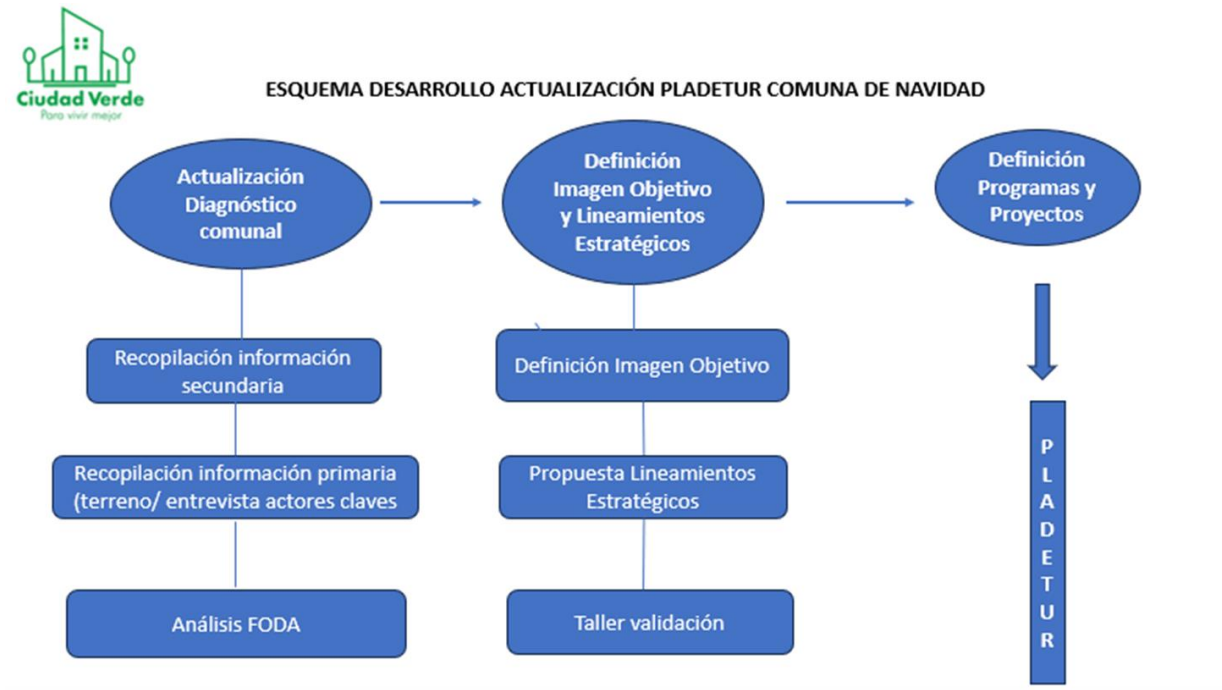 Ciudad Verde
Para vivir mejor
ESQUEMA DESARROLLO ACTUALIZACIÓN PLADETUR COMUNA DE NAVIDAD
Actualización
Diagnóstico
comunal
Recopilación información
secundaria
Recopilación información primaria
(terreno/ entrevista actores claves
Análisis FODA
Definición
Imagen Objetivo
y Lineamientos
Estratégicos
Definición Imagen Objetivo
Propuesta Lineamientos
Estratégicos
Taller validación
Definición
Programas y
Proyectos
P
L
A
D
E
T
U
R